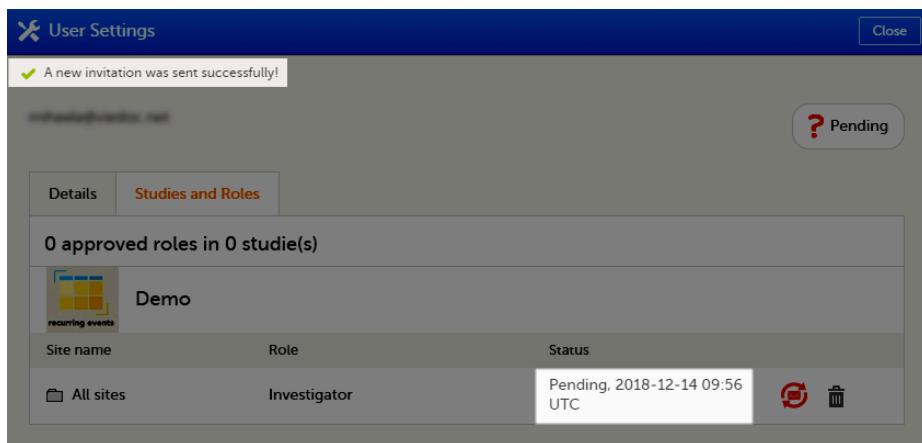 User Settings
Close
A new invitation was sent successfully!
Pending
Details
Studies and Roles
0 approved roles in 0 studie(s)
recurring events
Demo
Site name
Role
Status
All sites
Investigator
Pending, 2018-12-14 09:56
UTC